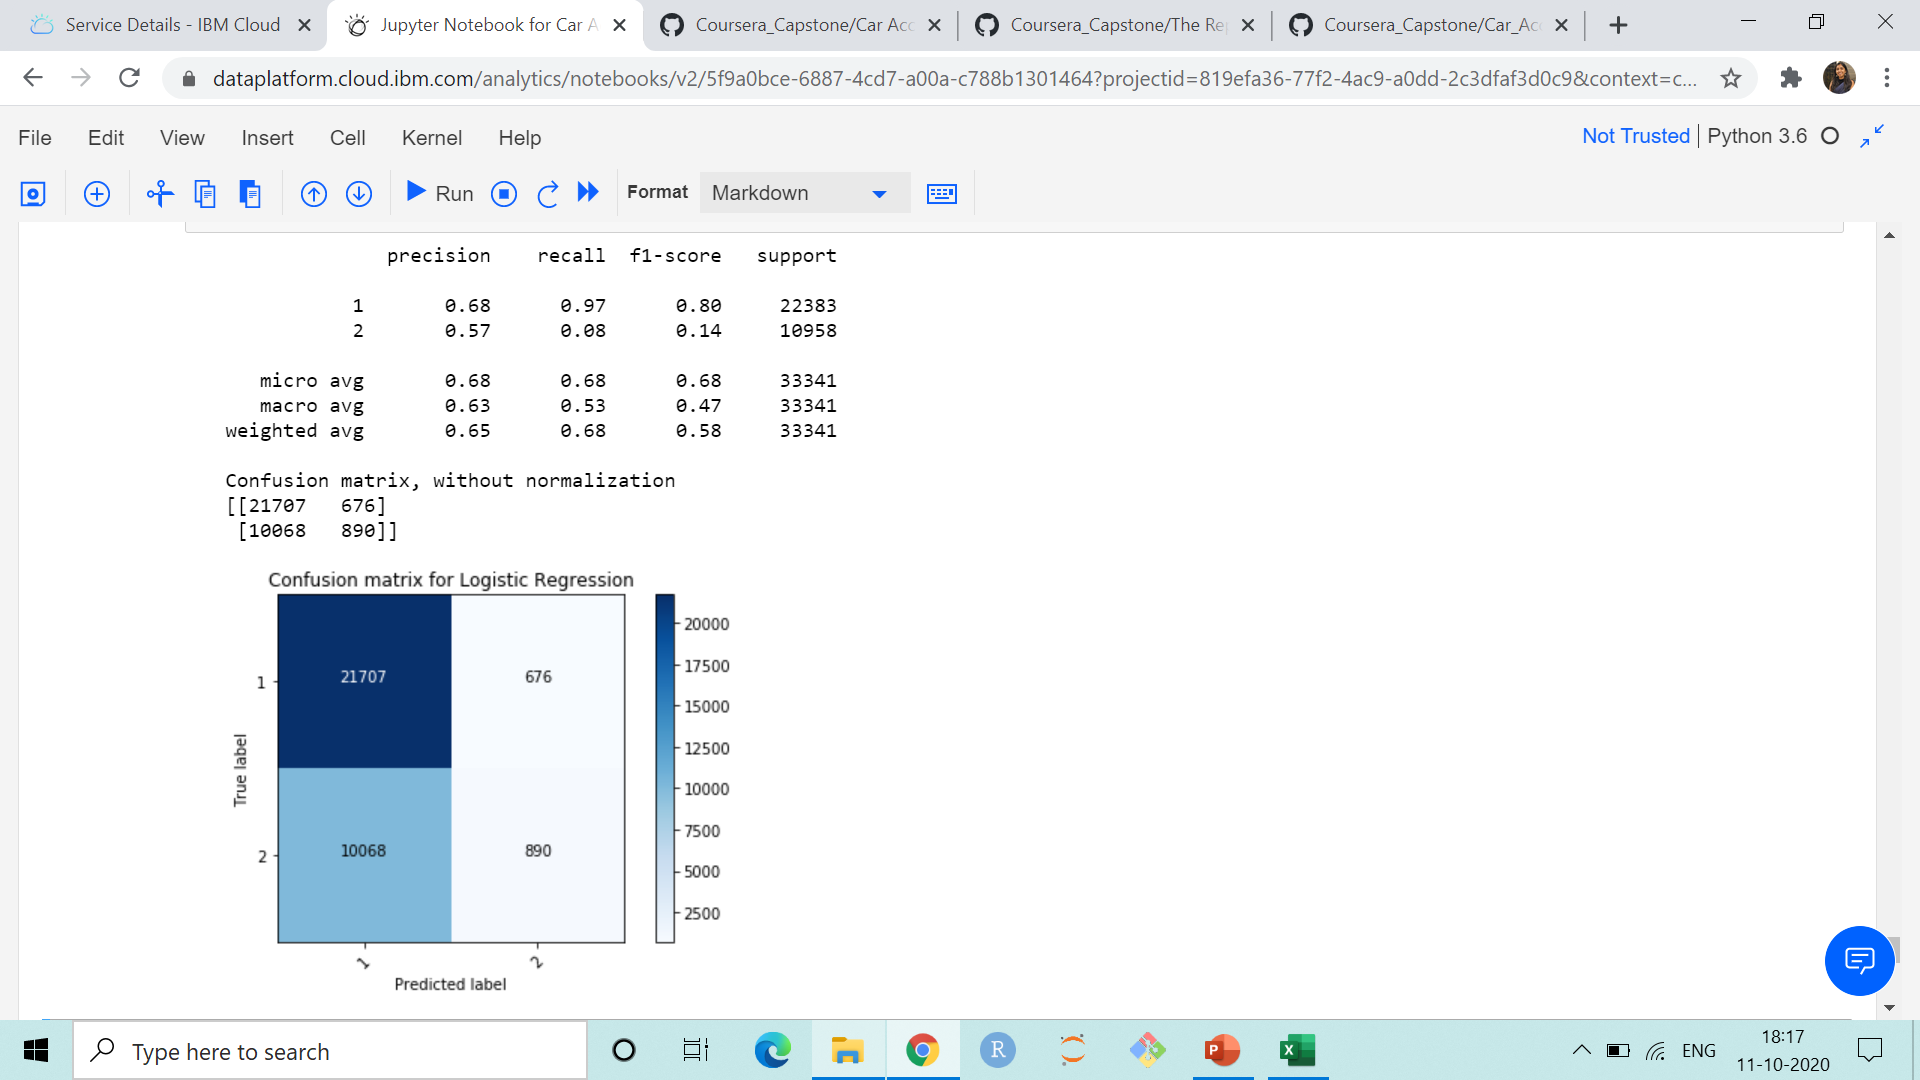 Service Details - IBM Cloud
Jupyter Notebook for Car A
Coursera_Capstone/Car Acc
Coursera_Capstone/The Re
Coursera_Capstone/Car_Ac
dataplatform.cloud.ibm.com/analytics/notebooks/v2/5f9a0bce-6887-4cd7-a00a-c788b1301464?projectid=819efa36-77f2-4ac9-a0dd-2c3dfaf3d0c9&context=c...
File Edit View Insert Cell Kernel Help
Not Trusted Python 3.6
Run Format Markdown
precision recall f1-score support
1 0.68 0.97 0.80 22383
2 0.57 0.08 0.14 10958
micro avg 0.68 0.68 0.68 33341
macro avg 0.63 0.53 0.47 33341
weighted avg 0.65 0.68 0.58 33341
Confusion matrix, without normalization
[[21707 676]
[10068 890]]
Confusion matrix for Logistic Regression
20000
17500
15000
12500
10000
7500
5000
2500
1 21707 676
2 10068 890
True label
1 2
Predicted label
Type here to search
R
P
X
ENG
18:17
11-10-2020